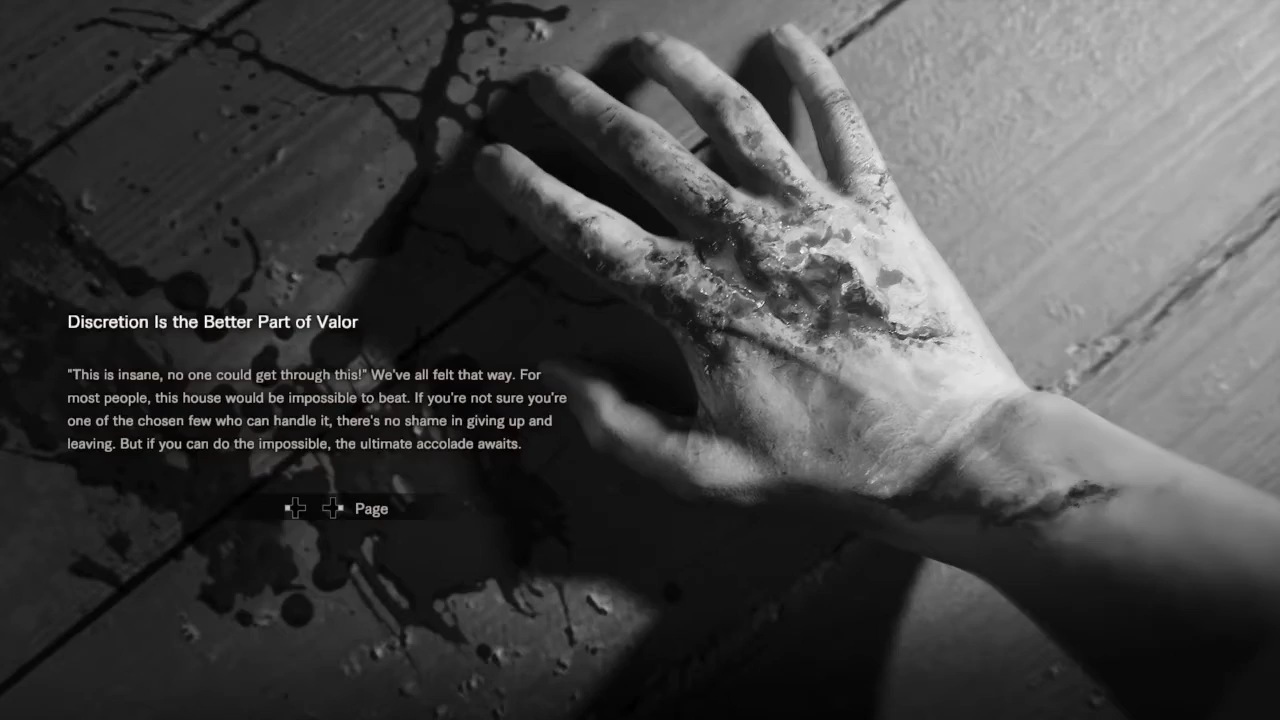 Discretion Is the Better Part of Valor
"This is insane, no one could get through this!" We've all felt that way. For
most people, this house would be impossible to beat. If you're not sure you're
one of the chosen few who can handle it, there's no shame in giving up and
leaving. But if you can do the impossible, the ultimate accolade awaits.
Page